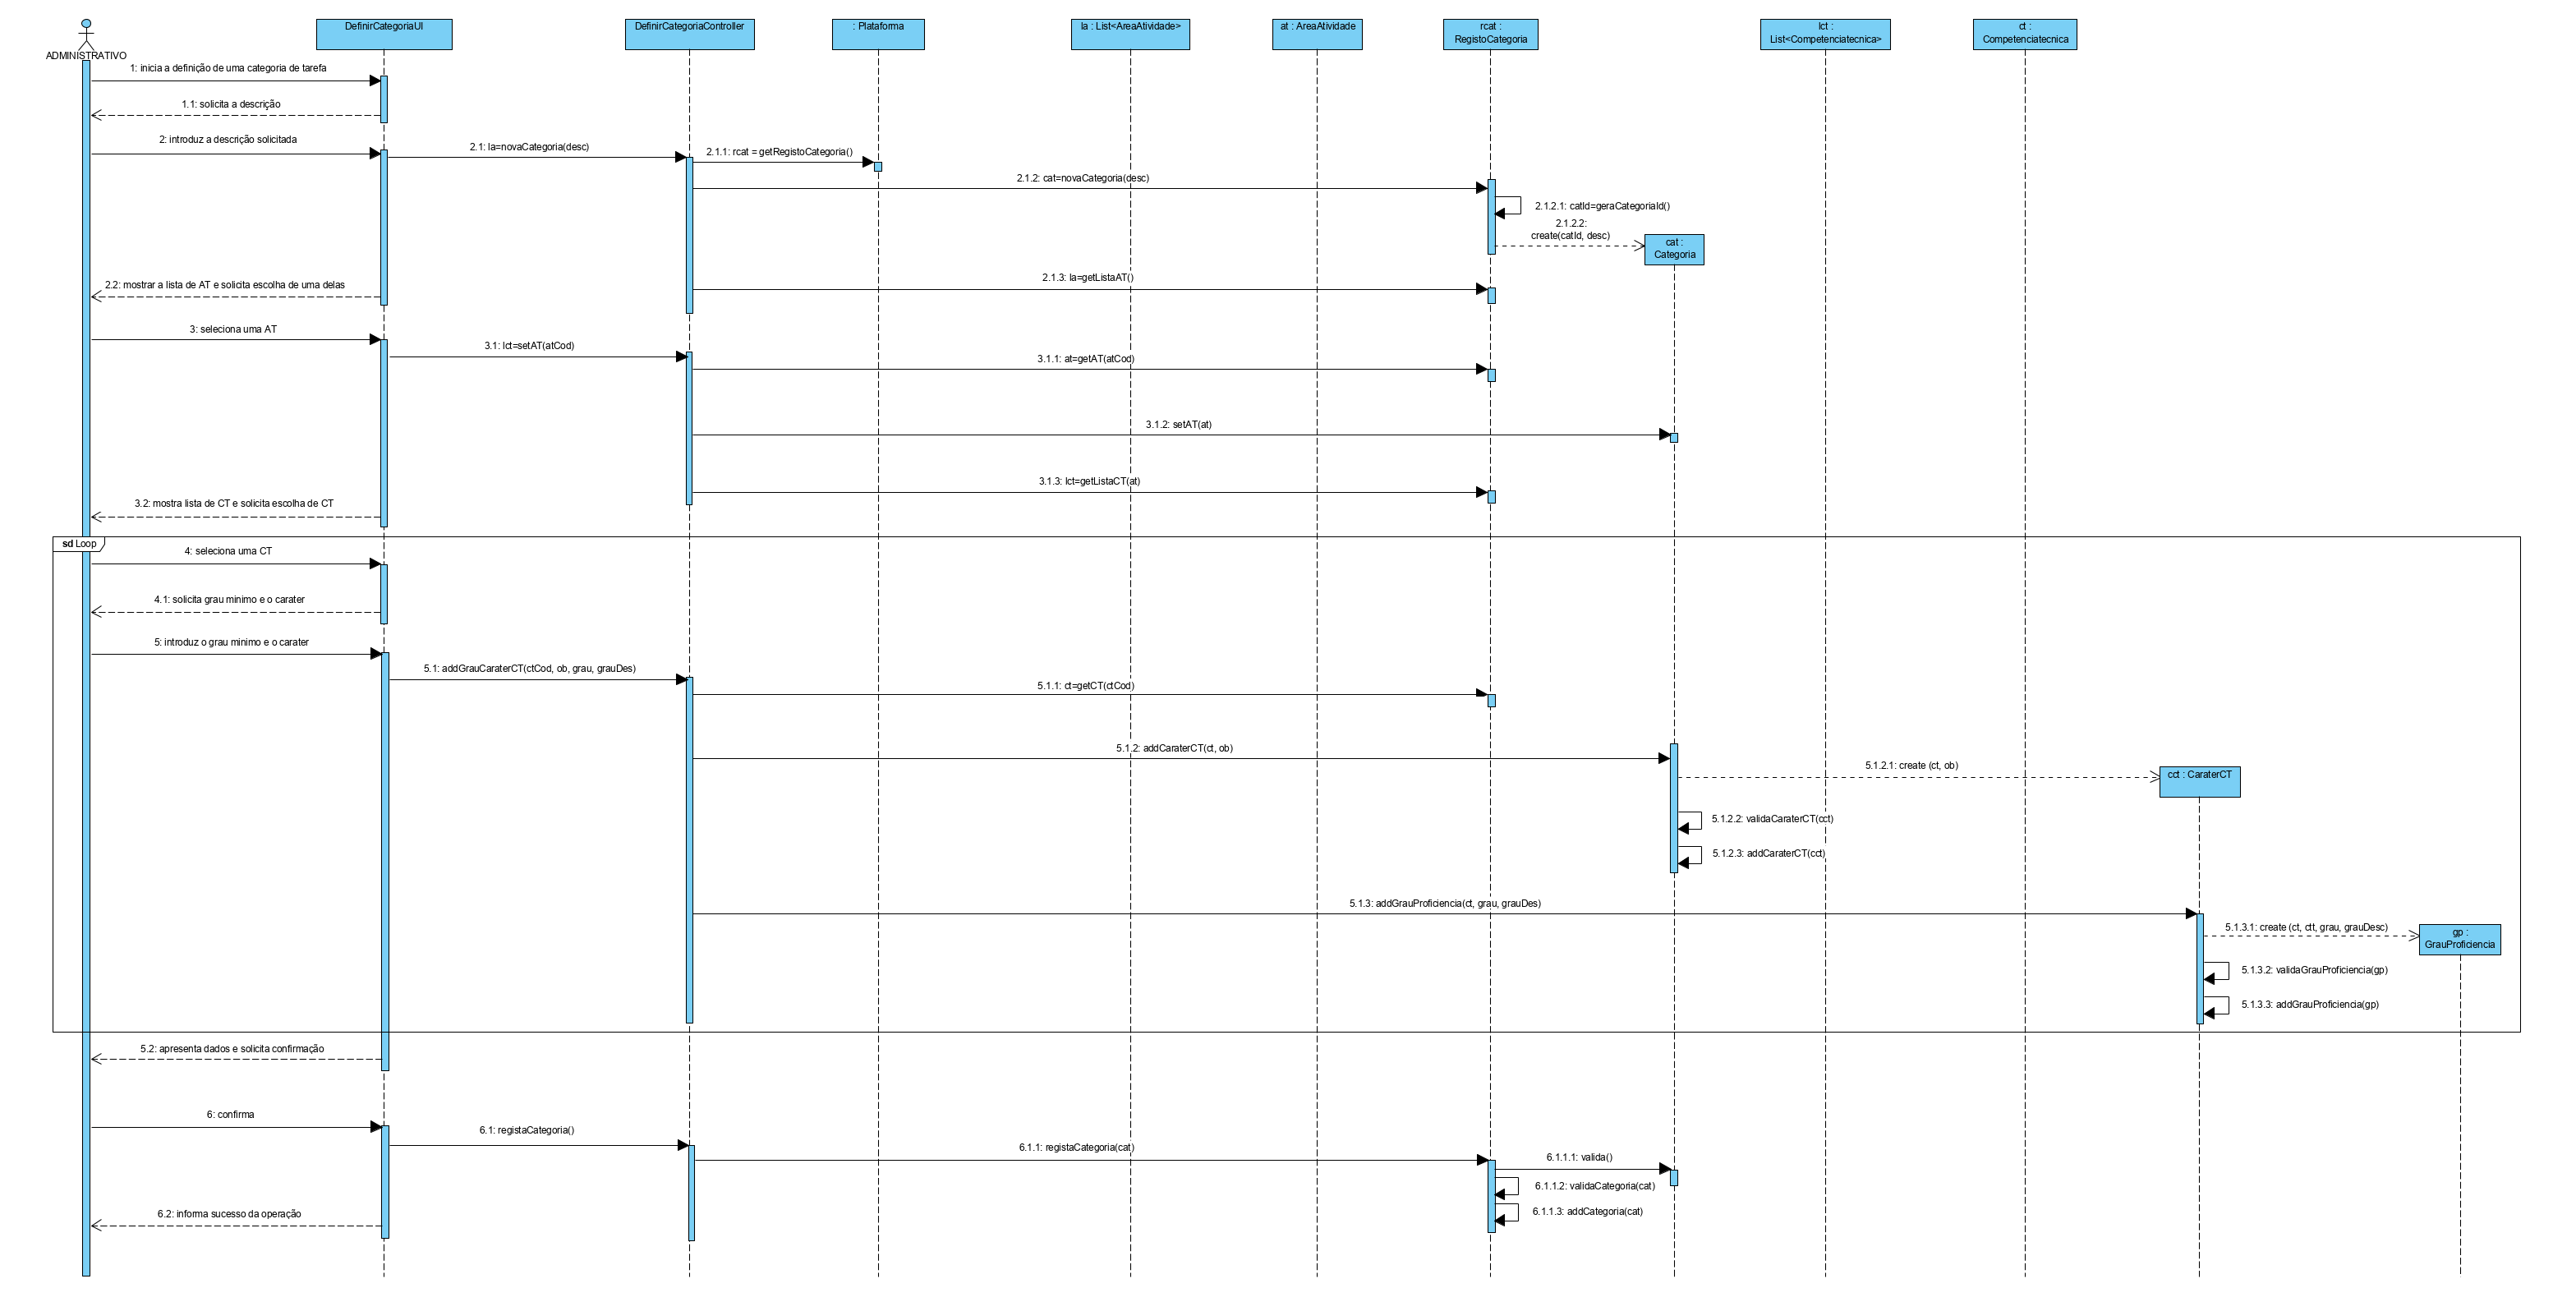 ADMINISTRATIVO
DefinirCategoriaUI
DefinirCategoriaController
: Plataforma
la : List<AreaAtividade>
at : AreaAtividade
rcat :
RegistoCategoria
lct :
List<Competenciatecnica>
ct :
Competenciatecnica
1: inicia a definição de uma categoria de tarefa
1.1: solicita a descrição
2: introduz a descrição solicitada
2.1: la=novaCategoria(desc)
2.1.1: rcat = getRegistoCategoria()
2.1.2: cat=novaCategoria(desc)
2.1.2.1: catId=geraCategoriaId()
2.1.2.2:
create(catId, desc)
cat :
Categoria
2.1.3: la=getListaAT()
2.2: mostrar a lista de AT e solicita escolha de uma delas
3: seleciona uma AT
3.1: lct=setAT(atCod)
3.1.1: at=getAT(atCod)
3.1.2: setAT(at)
3.1.3: lct=getListaCT(at)
3.2: mostra lista de CT e solicita escolha de CT
sd Loop
4: seleciona uma CT
4.1: solicita grau minimo e o carater
5: introduz o grau minimo e o carater
5.1: addGrauCaraterCT(ctCod, ob, grau, grauDes)
5.1.1: ct=getCT(ctCod)
5.1.2: addCaraterCT(ct, ob)
5.1.2.1: create (ct, ob)
cct : CaraterCT
5.1.2.2: validaCaraterCT(cct)
5.1.2.3: addCaraterCT(cct)
5.1.3: addGrauProficiencia(ct, grau, grauDes)
5.1.3.1: create (ct, ctt, grau, grauDesc)
gp :
GrauProficiencia
5.1.3.2: validaGrauProficiencia(gp)
5.1.3.3: addGrauProficiencia(gp)
5.2: apresenta dados e solicita confirmação
6: confirma
6.1: registaCategoria()
6.1.1: registaCategoria(cat)
6.1.1.1: valida()
6.1.1.2: validaCategoria(cat)
6.1.1.3: addCategoria(cat)
6.2: informa sucesso da operação